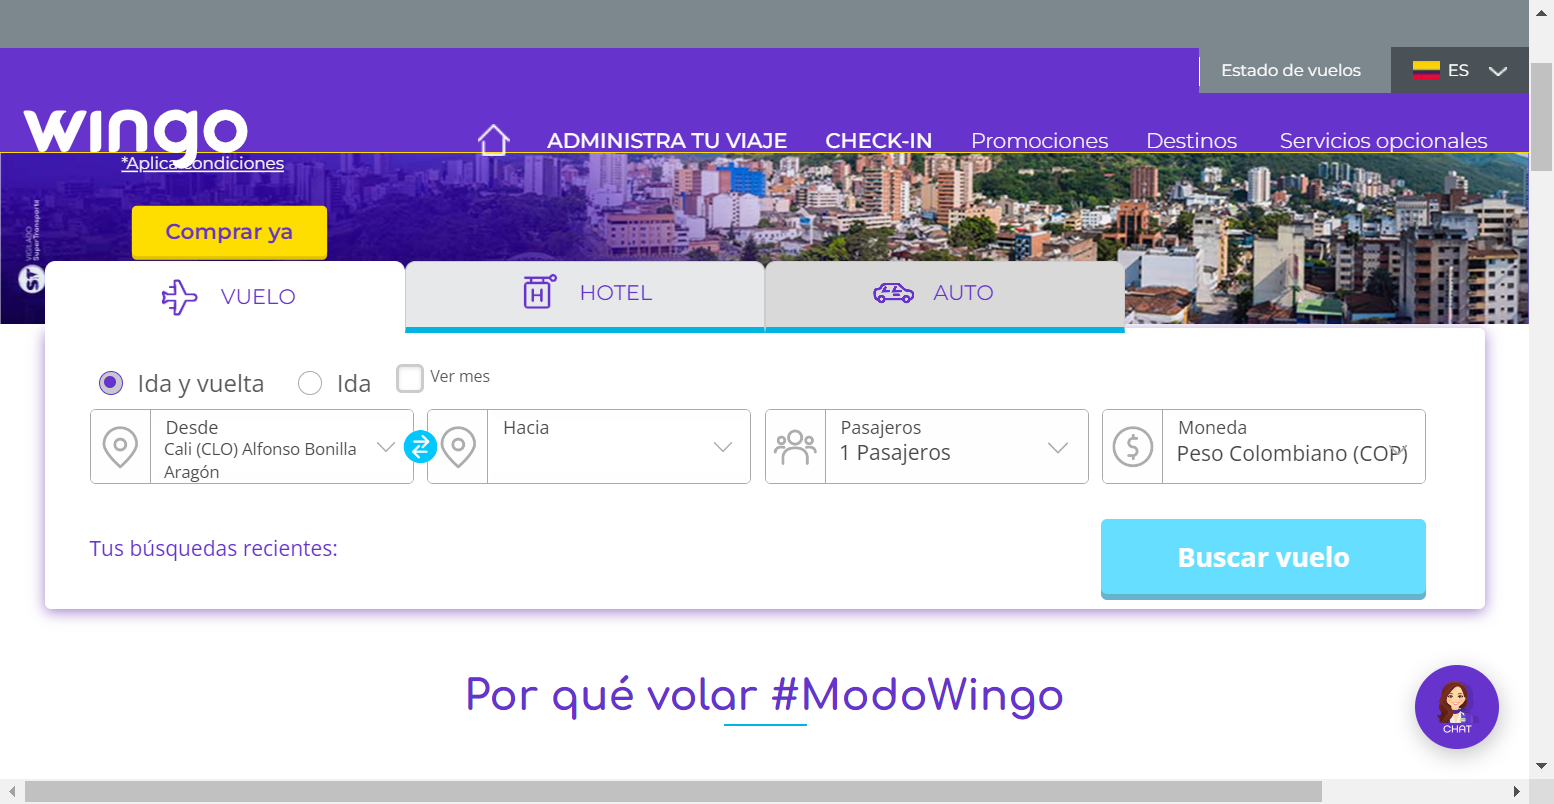 Estado de vuelos
ES
wingo
ADMINISTRA TU VIAJE
CHECK-IN
Promociones
Destinos
Servicios opcionales
*Aplica condiciones
Comprar ya
VIGILADO
SuperTransporte
VUELO
HOTEL
AUTO
Ida y vuelta
Ida
Ver mes
Desde
Cali (CLO) Alfonso Bonilla
Aragón
Hacia
Pasajeros
1 Pasajeros
Moneda
Peso Colombiano (COP)
Tus búsquedas recientes:
Buscar vuelo
Por qué volar #ModoWingo
CHAT